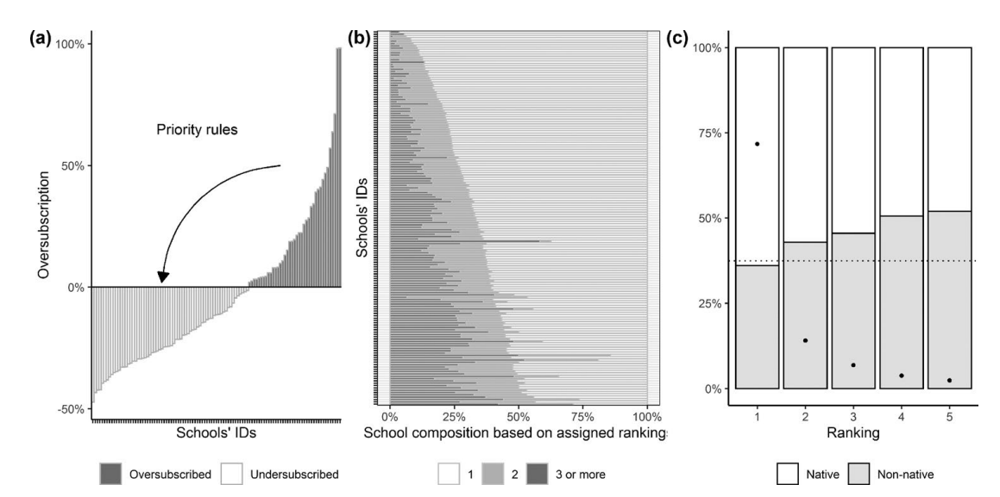 (a)
100%
50%
0%
-50%
Oversubscription
Priority rules
Schools' IDs
Oversubscribed
Undersubscribed
(b)
Schools' IDs
0%
25%
50%
75%
100%
School composition based on assigned ranking
1
2
3 or more
(c)
100%
75%
50%
25%
0%
1
2
3
4
5
Ranking
Native
Non-native